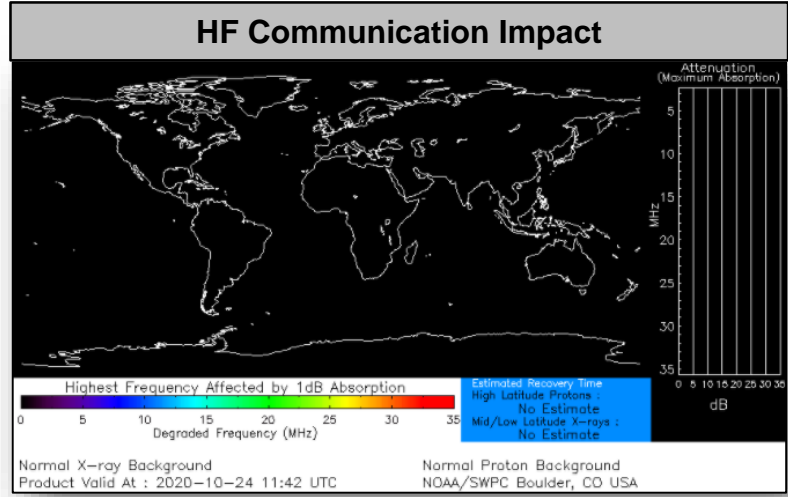 HF Communication Impact
Attenuation
(Maximum Absorption)
5
10
15
20
25
30
35
MHz
0 5 10 15 20 25 30 35
dB
Highest Frequency Affected by 1dB Absorption
0 5 10 15 20 25 30 35
Degraded Frequency (MHz)
Estimated Recovery Time
High Latitude Protons :
No Estimate
Mid/Low Latitude X-rays :
No Estimate
Normal X-ray Background
Normal Proton Background
Product Valid At : 2020-10-24 11:42 UTC
NOAA/SWPC Boulder, CO USA